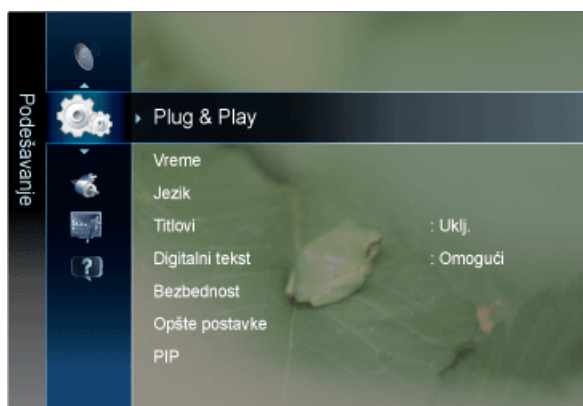 Podešavanje
Plug & Play
Vreme
Jezik
Titlovi : Uklj.
Digitalni tekst : Omogući
Bezbednost
Opšte postavke
PIP
?